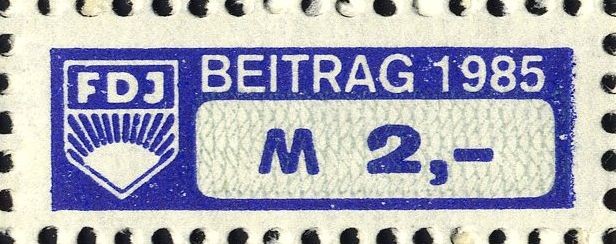 FDJ
BEITRAG 1985
M 2,-